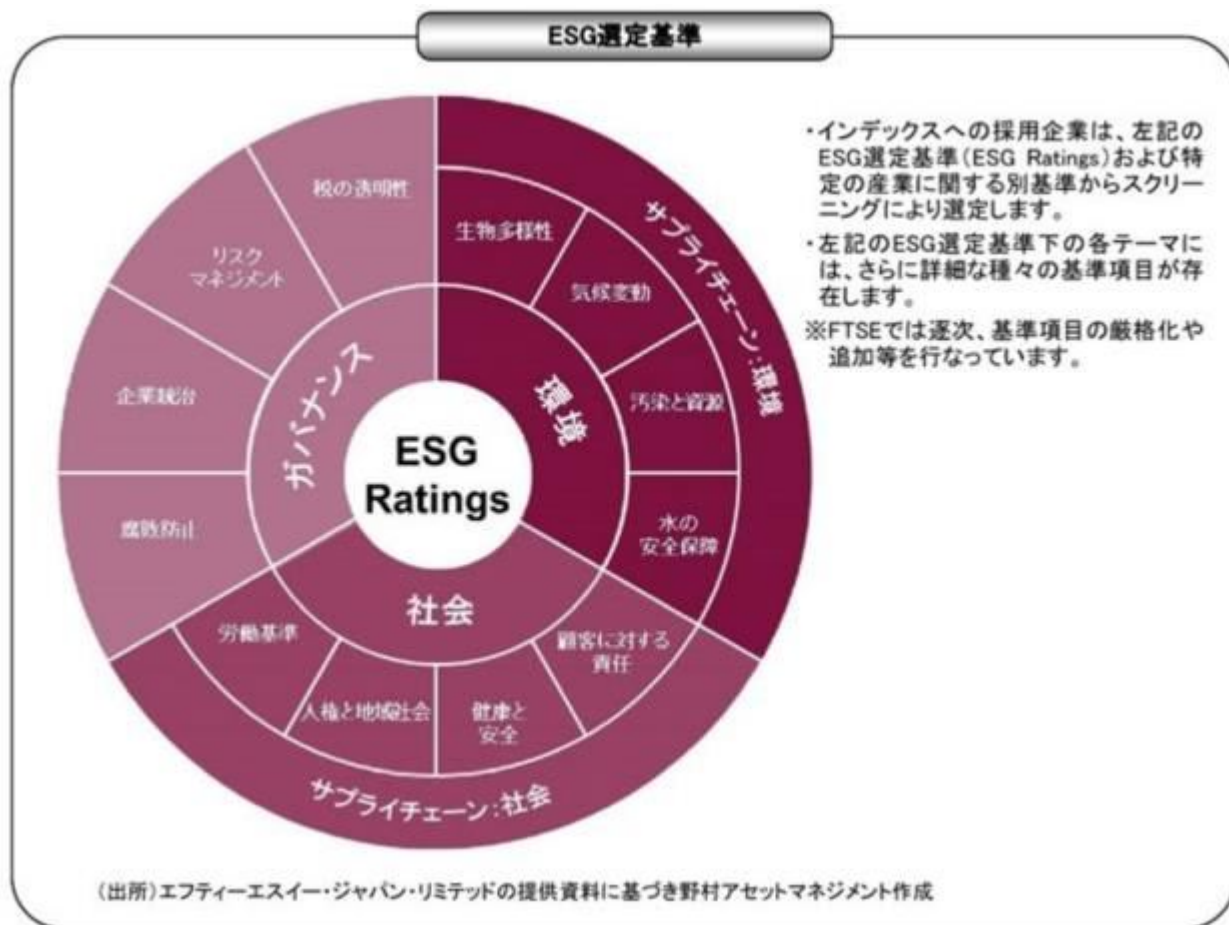 ESG選定基準
税の透明性
リスク
マネジメント
企業統治
腐敗防止
ガバナンス
生物多様性
気候変動
汚染と資源
水の
安全保障
環境
サプライチェーン:環境
ESG
Ratings
社会
労働基準
人権と地域社会
健康と
安全
顧客に対する
責任
サプライチェーン:社会
・インデックスへの採用企業は、左記の
ESG選定基準(ESG Ratings)および特
定の産業に関する別基準からスクリー
ニングにより選定します。
・左記のESG選定基準下の各テーマに
は、さらに詳細な種々の基準項目が存
在します。
※FTSEでは逐次、基準項目の厳格化や
追加等を行なっています。
(出所)エフティーエスイー・ジャパン・リミテッドの提供資料に基づき野村アセットマネジメント作成